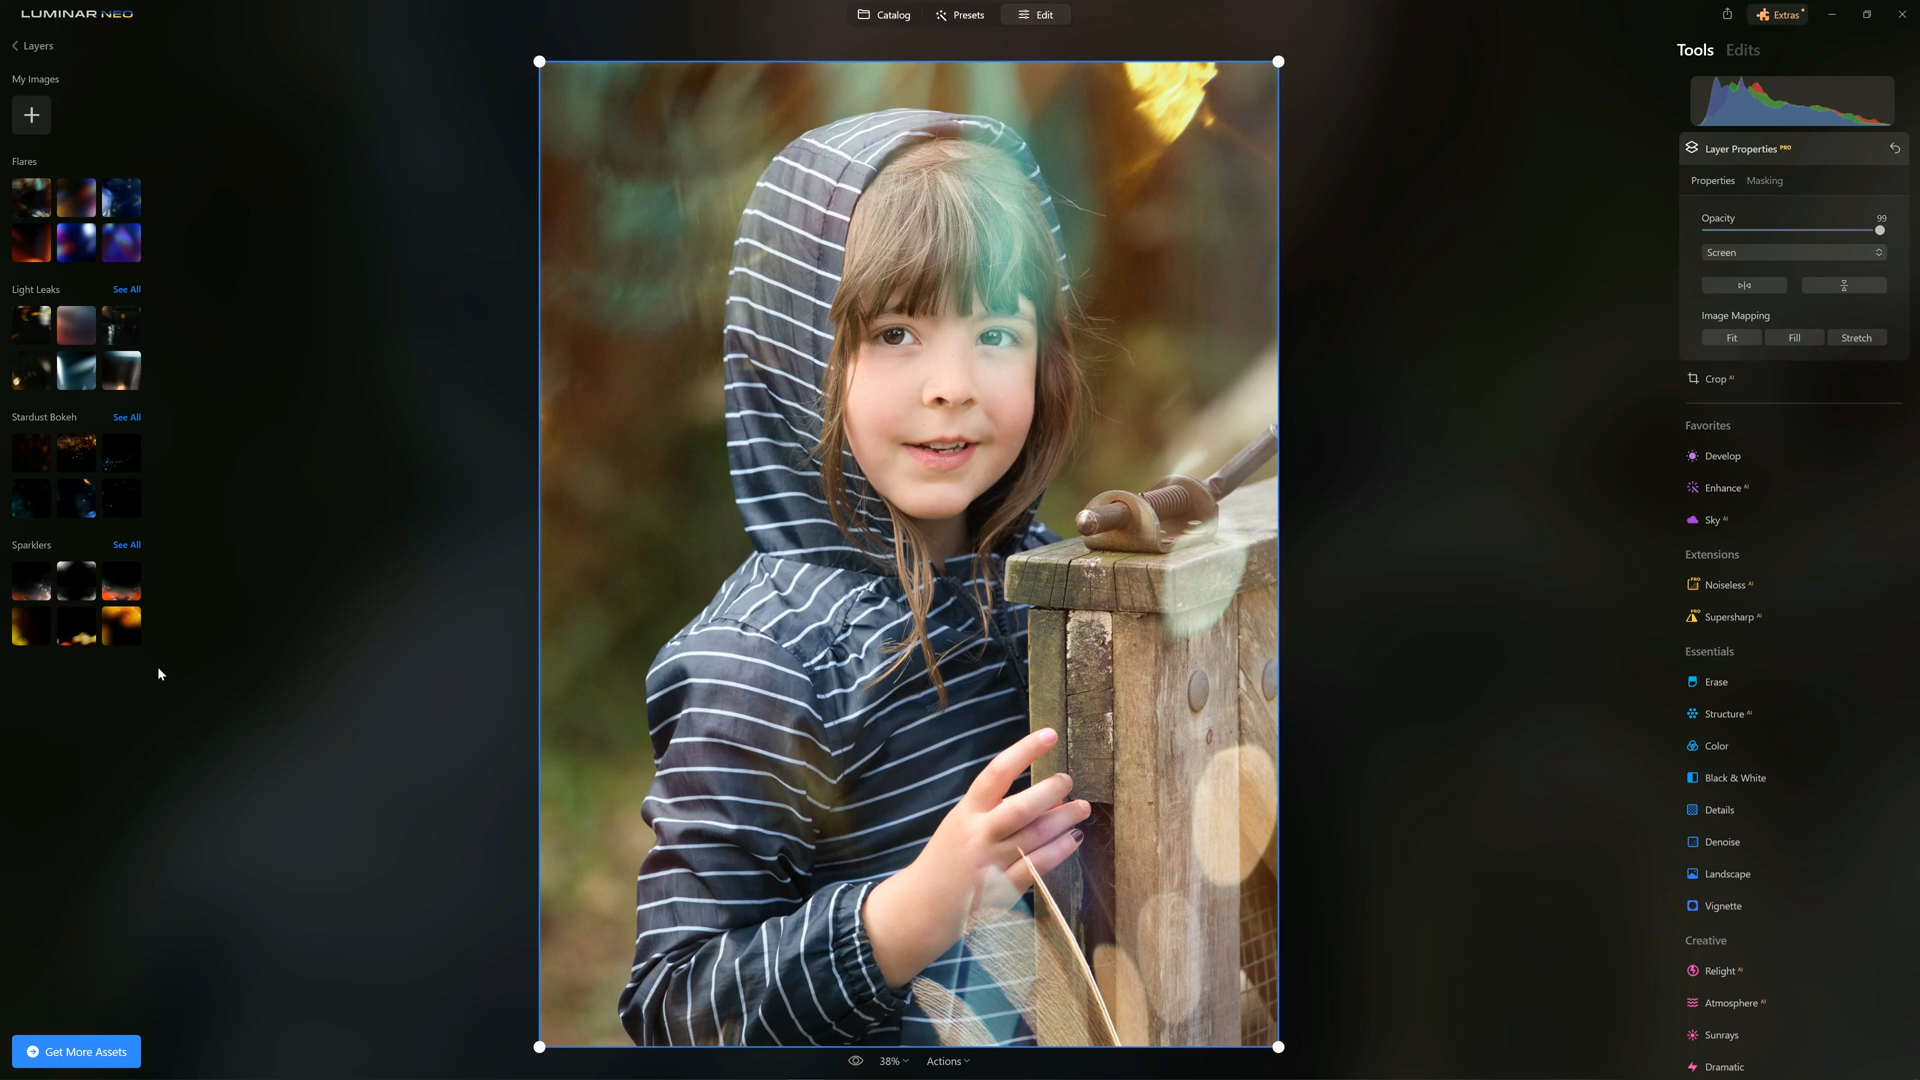 LUMINAR NEO
Catalog
Presets
Edit
Extras
Layers
My Images
Flares
Light Leaks See All
Stardust Bokeh See All
Sparklers See All
Get More Assets
38%
Actions
Tools Edits
Layer Properties PRO
Properties Masking
Opacity 99
Screen
Image Mapping
Fit Fill Stretch
Crop AI
Favorites
Develop
Enhance AI
Sky AI
Extensions
PRO Noiseless AI
PRO Supersharp AI
Essentials
Erase
Structure AI
Color
Black & White
Details
Denoise
Landscape
Vignette
Creative
Relight AI
Atmosphere AI
Sunrays
Dramatic